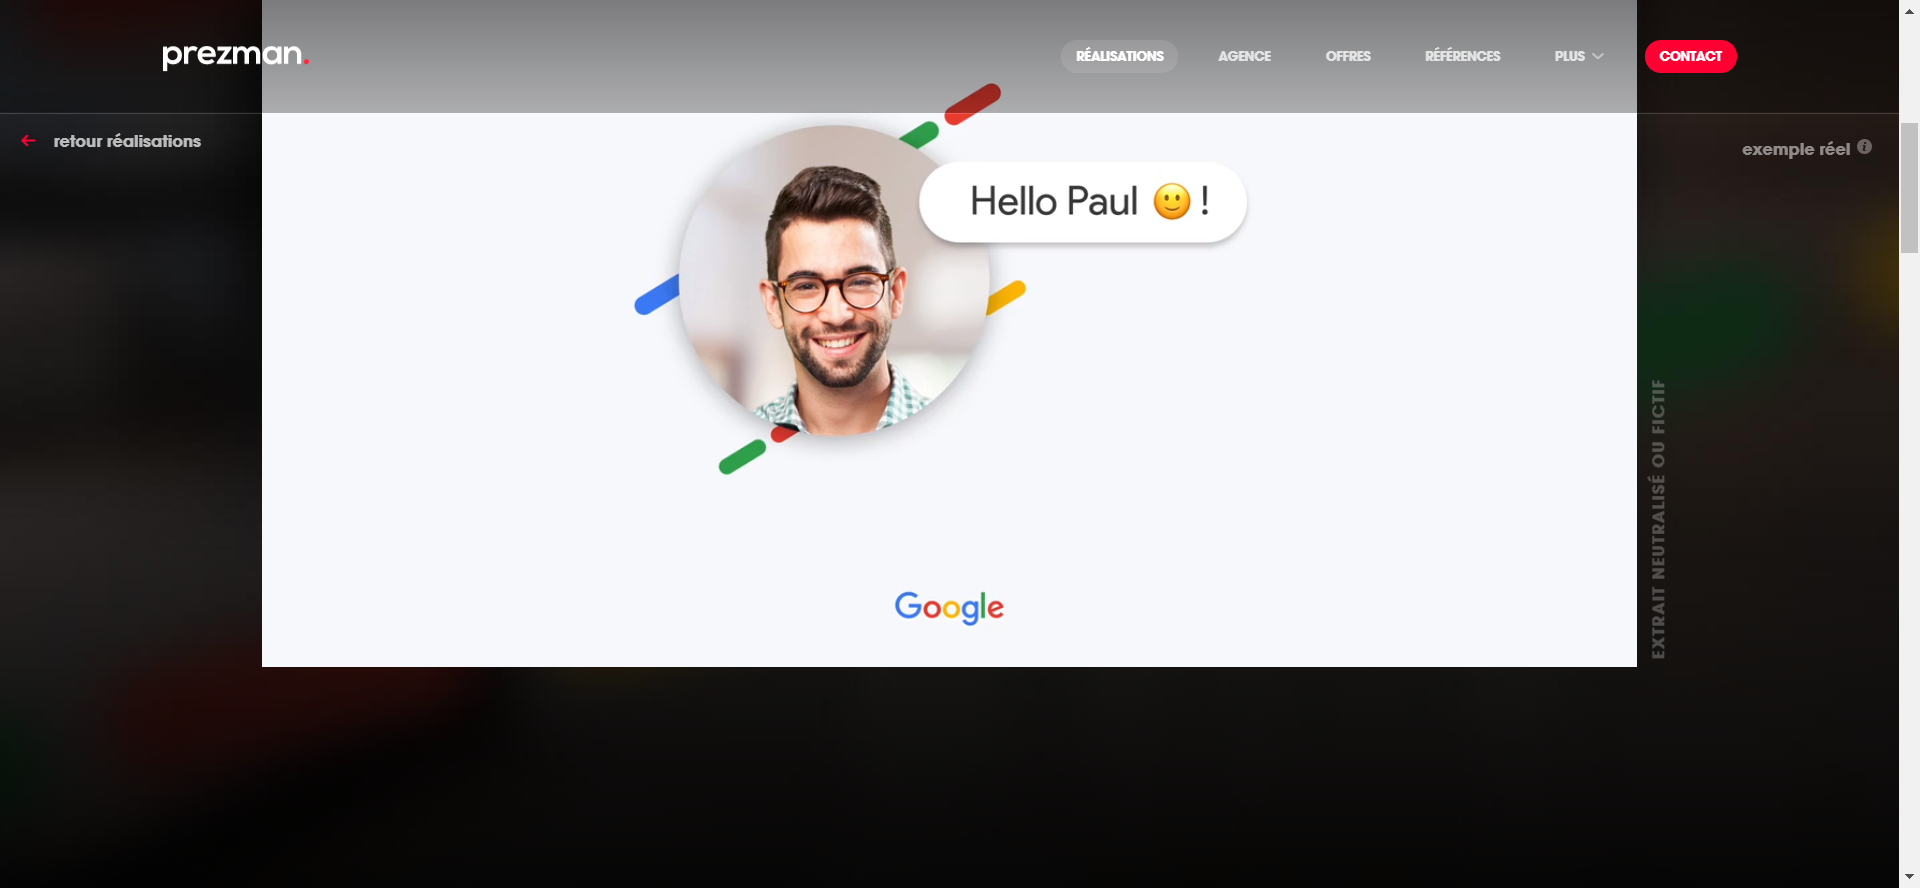 prezman.
RÉALISATIONS
AGENCE
OFFRES
RÉFÉRENCES
PLUS
CONTACT
retour réalisations
exemple réel
Hello Paul 🙂 !
EXTRAIT NEUTRALISÉ OU FICTIF
Google